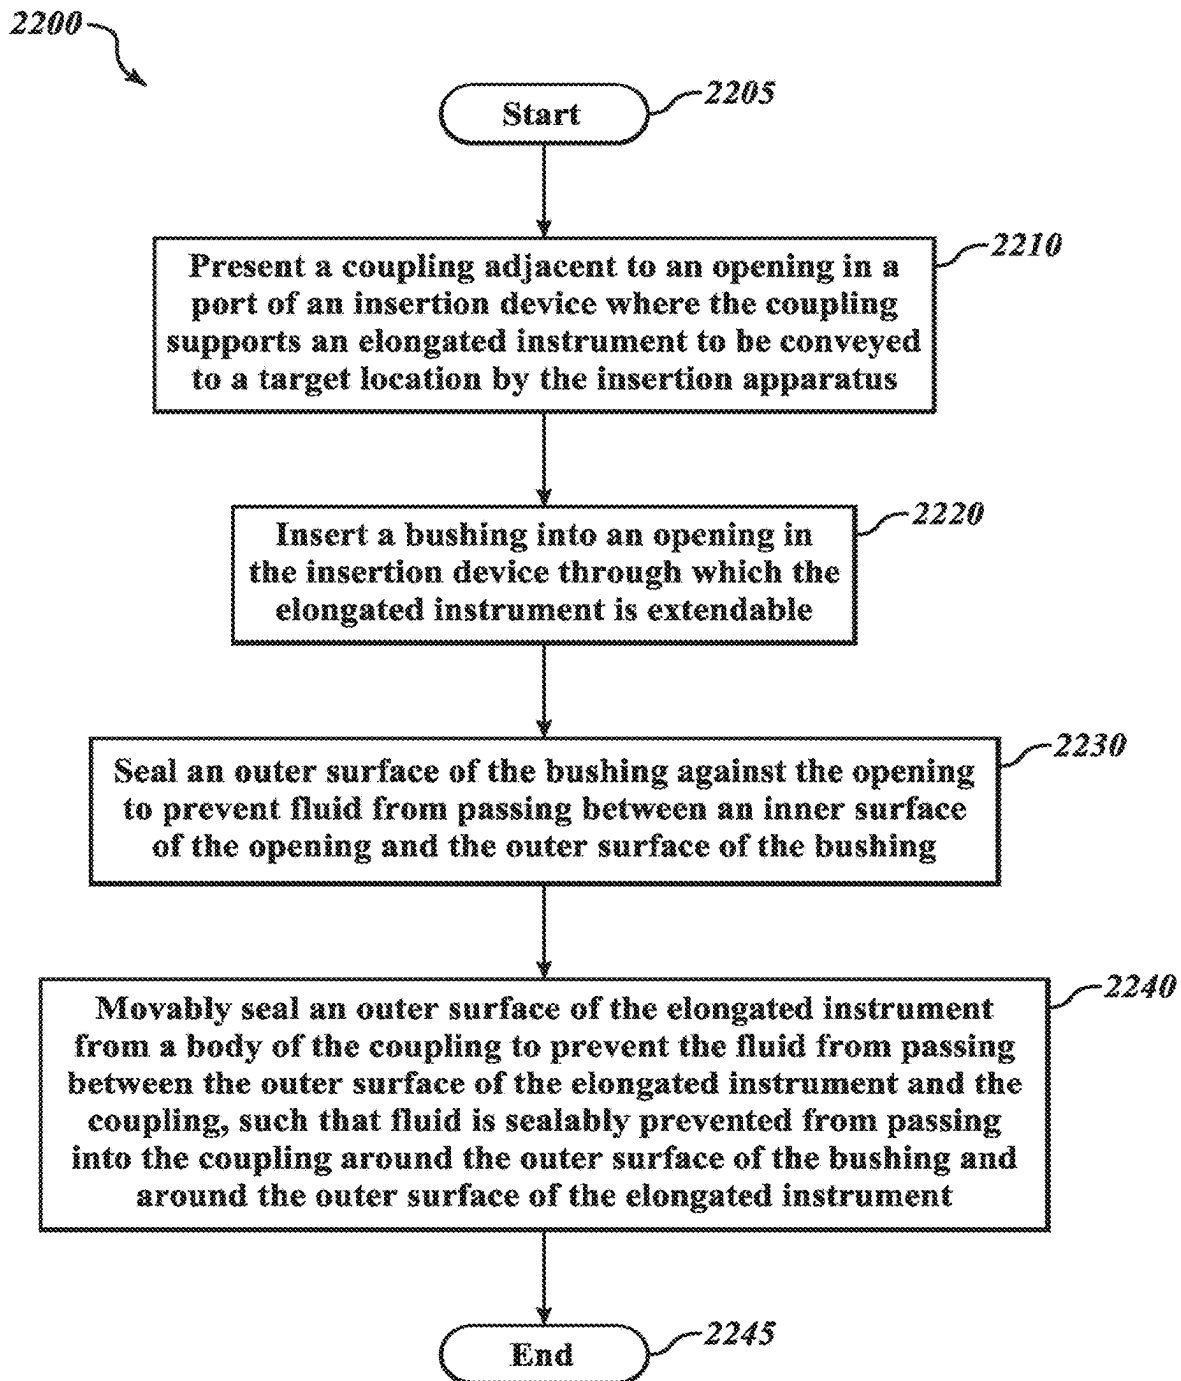 2200
Start
2205
Present a coupling adjacent to an opening in a
port of an insertion device where the coupling
supports an elongated instrument to be conveyed
to a target location by the insertion apparatus
2210
Insert a bushing into an opening in
the insertion device through which the
elongated instrument is extendable
2220
Seal an outer surface of the bushing against the opening
to prevent fluid from passing between an inner surface
of the opening and the outer surface of the bushing
2230
Movably seal an outer surface of the elongated instrument
from a body of the coupling to prevent the fluid from passing
between the outer surface of the elongated instrument and the
coupling, such that fluid is sealably prevented from passing
into the coupling around the outer surface of the bushing and
around the outer surface of the elongated instrument
2240
End
2245